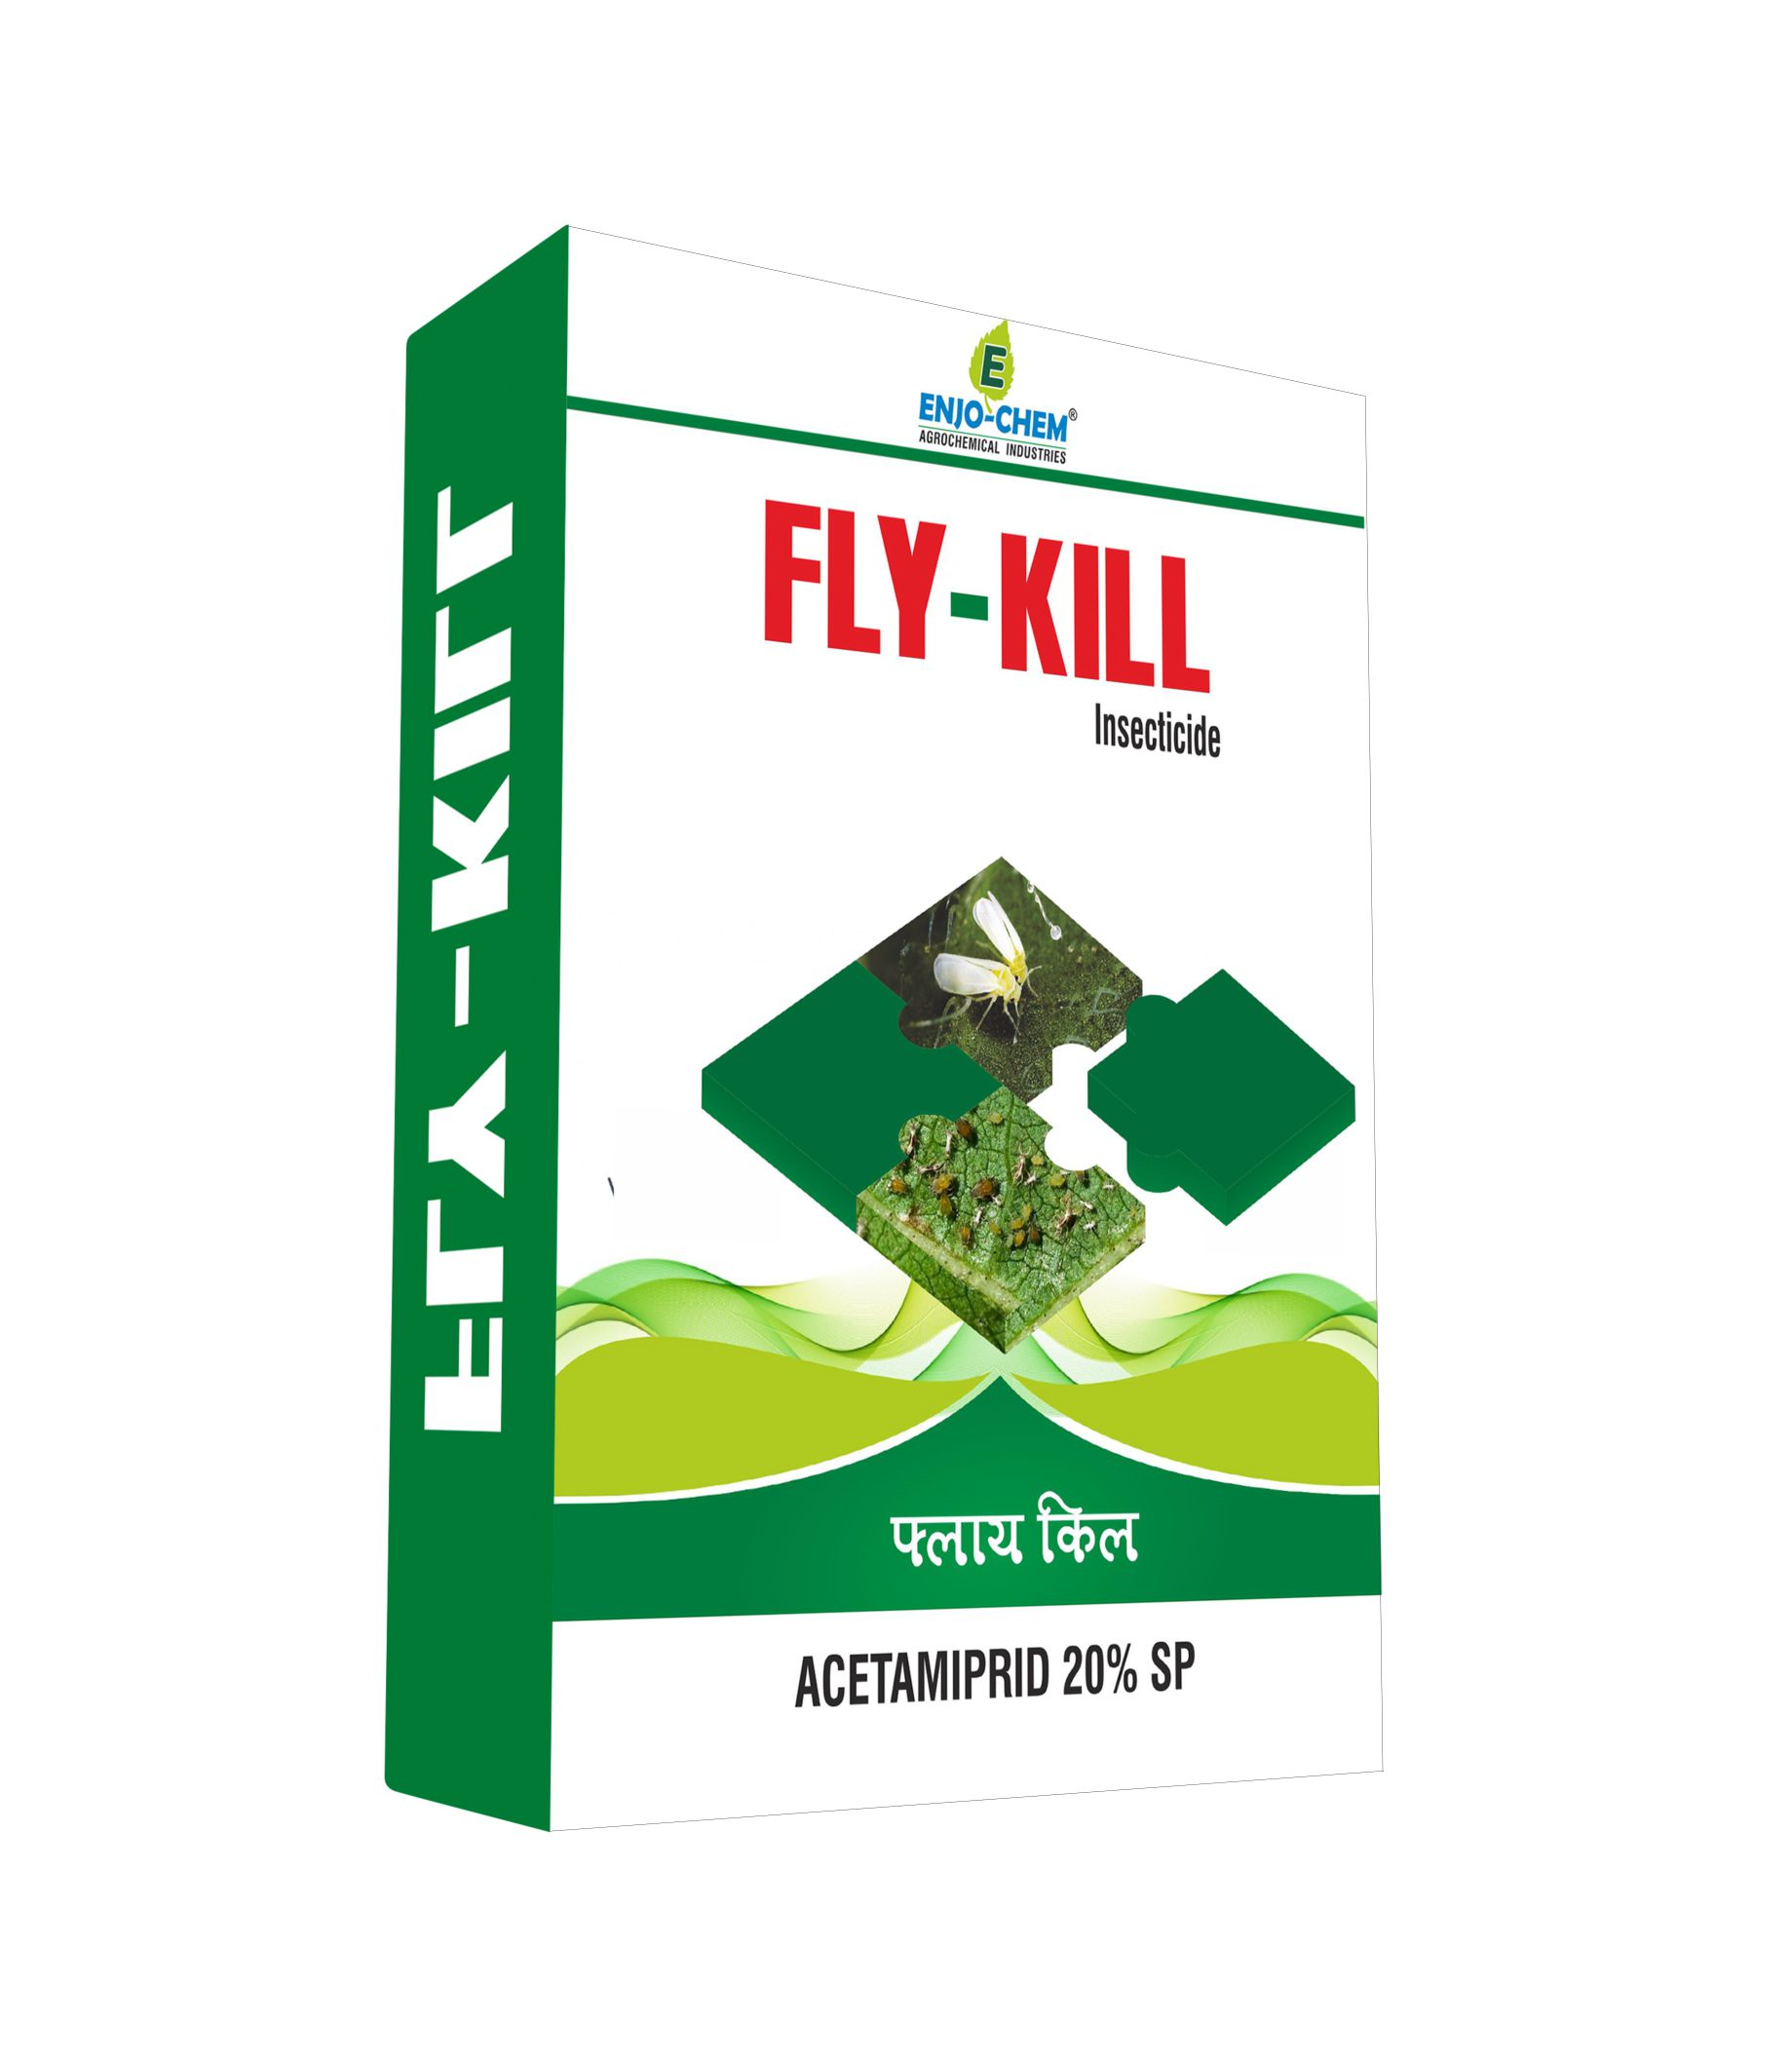 E
ENJO-CHEM®
AGROCHEMICAL INDUSTRIES
FLY-KILL
Insecticide
फ्लाय किल
ACETAMIPRID 20% SP
FLY-KILL